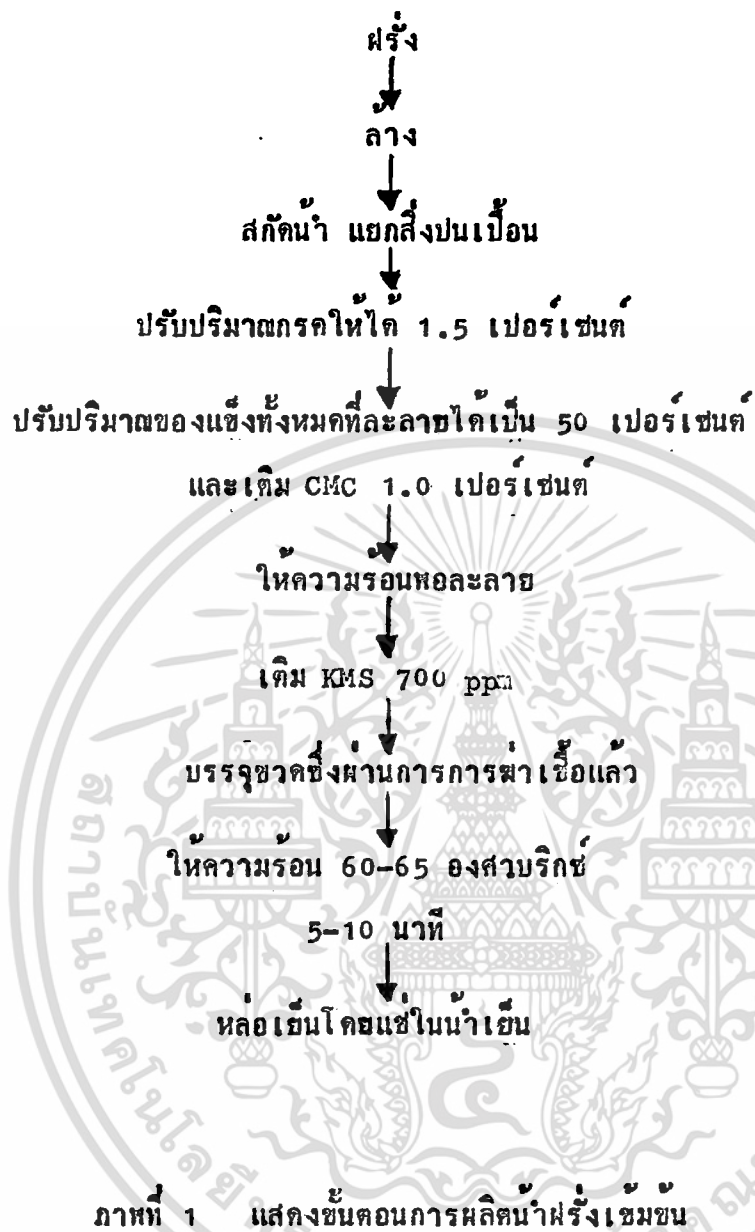 ฝรั่ง
ล้าง
สกัดน้ำ แยกสิ่งปนเปื้อน
ปรับปริมาณกรดให้ได้ 1.5 เปอร์เซนต์
ปรับปริมาณของแข็งทั้งหมดที่ละลายได้เป็น 50 เปอร์เซนต์
และเติม CMC 1.0 เปอร์เซนต์
ให้ความร้อนพอละลาย
เติม KMS 700 ppm
บรรจุขวดซึ่งผ่านการการฆ่าเชื้อแล้ว
ให้ความร้อน 60-65 องศาบริกซ์
5-10 นาที
หล่อเย็นโดยแช่ในน้ำเย็น
ภาพที่ 1 แสดงขั้นตอนการผลิตน้ำฝรั่งเข้มข้น